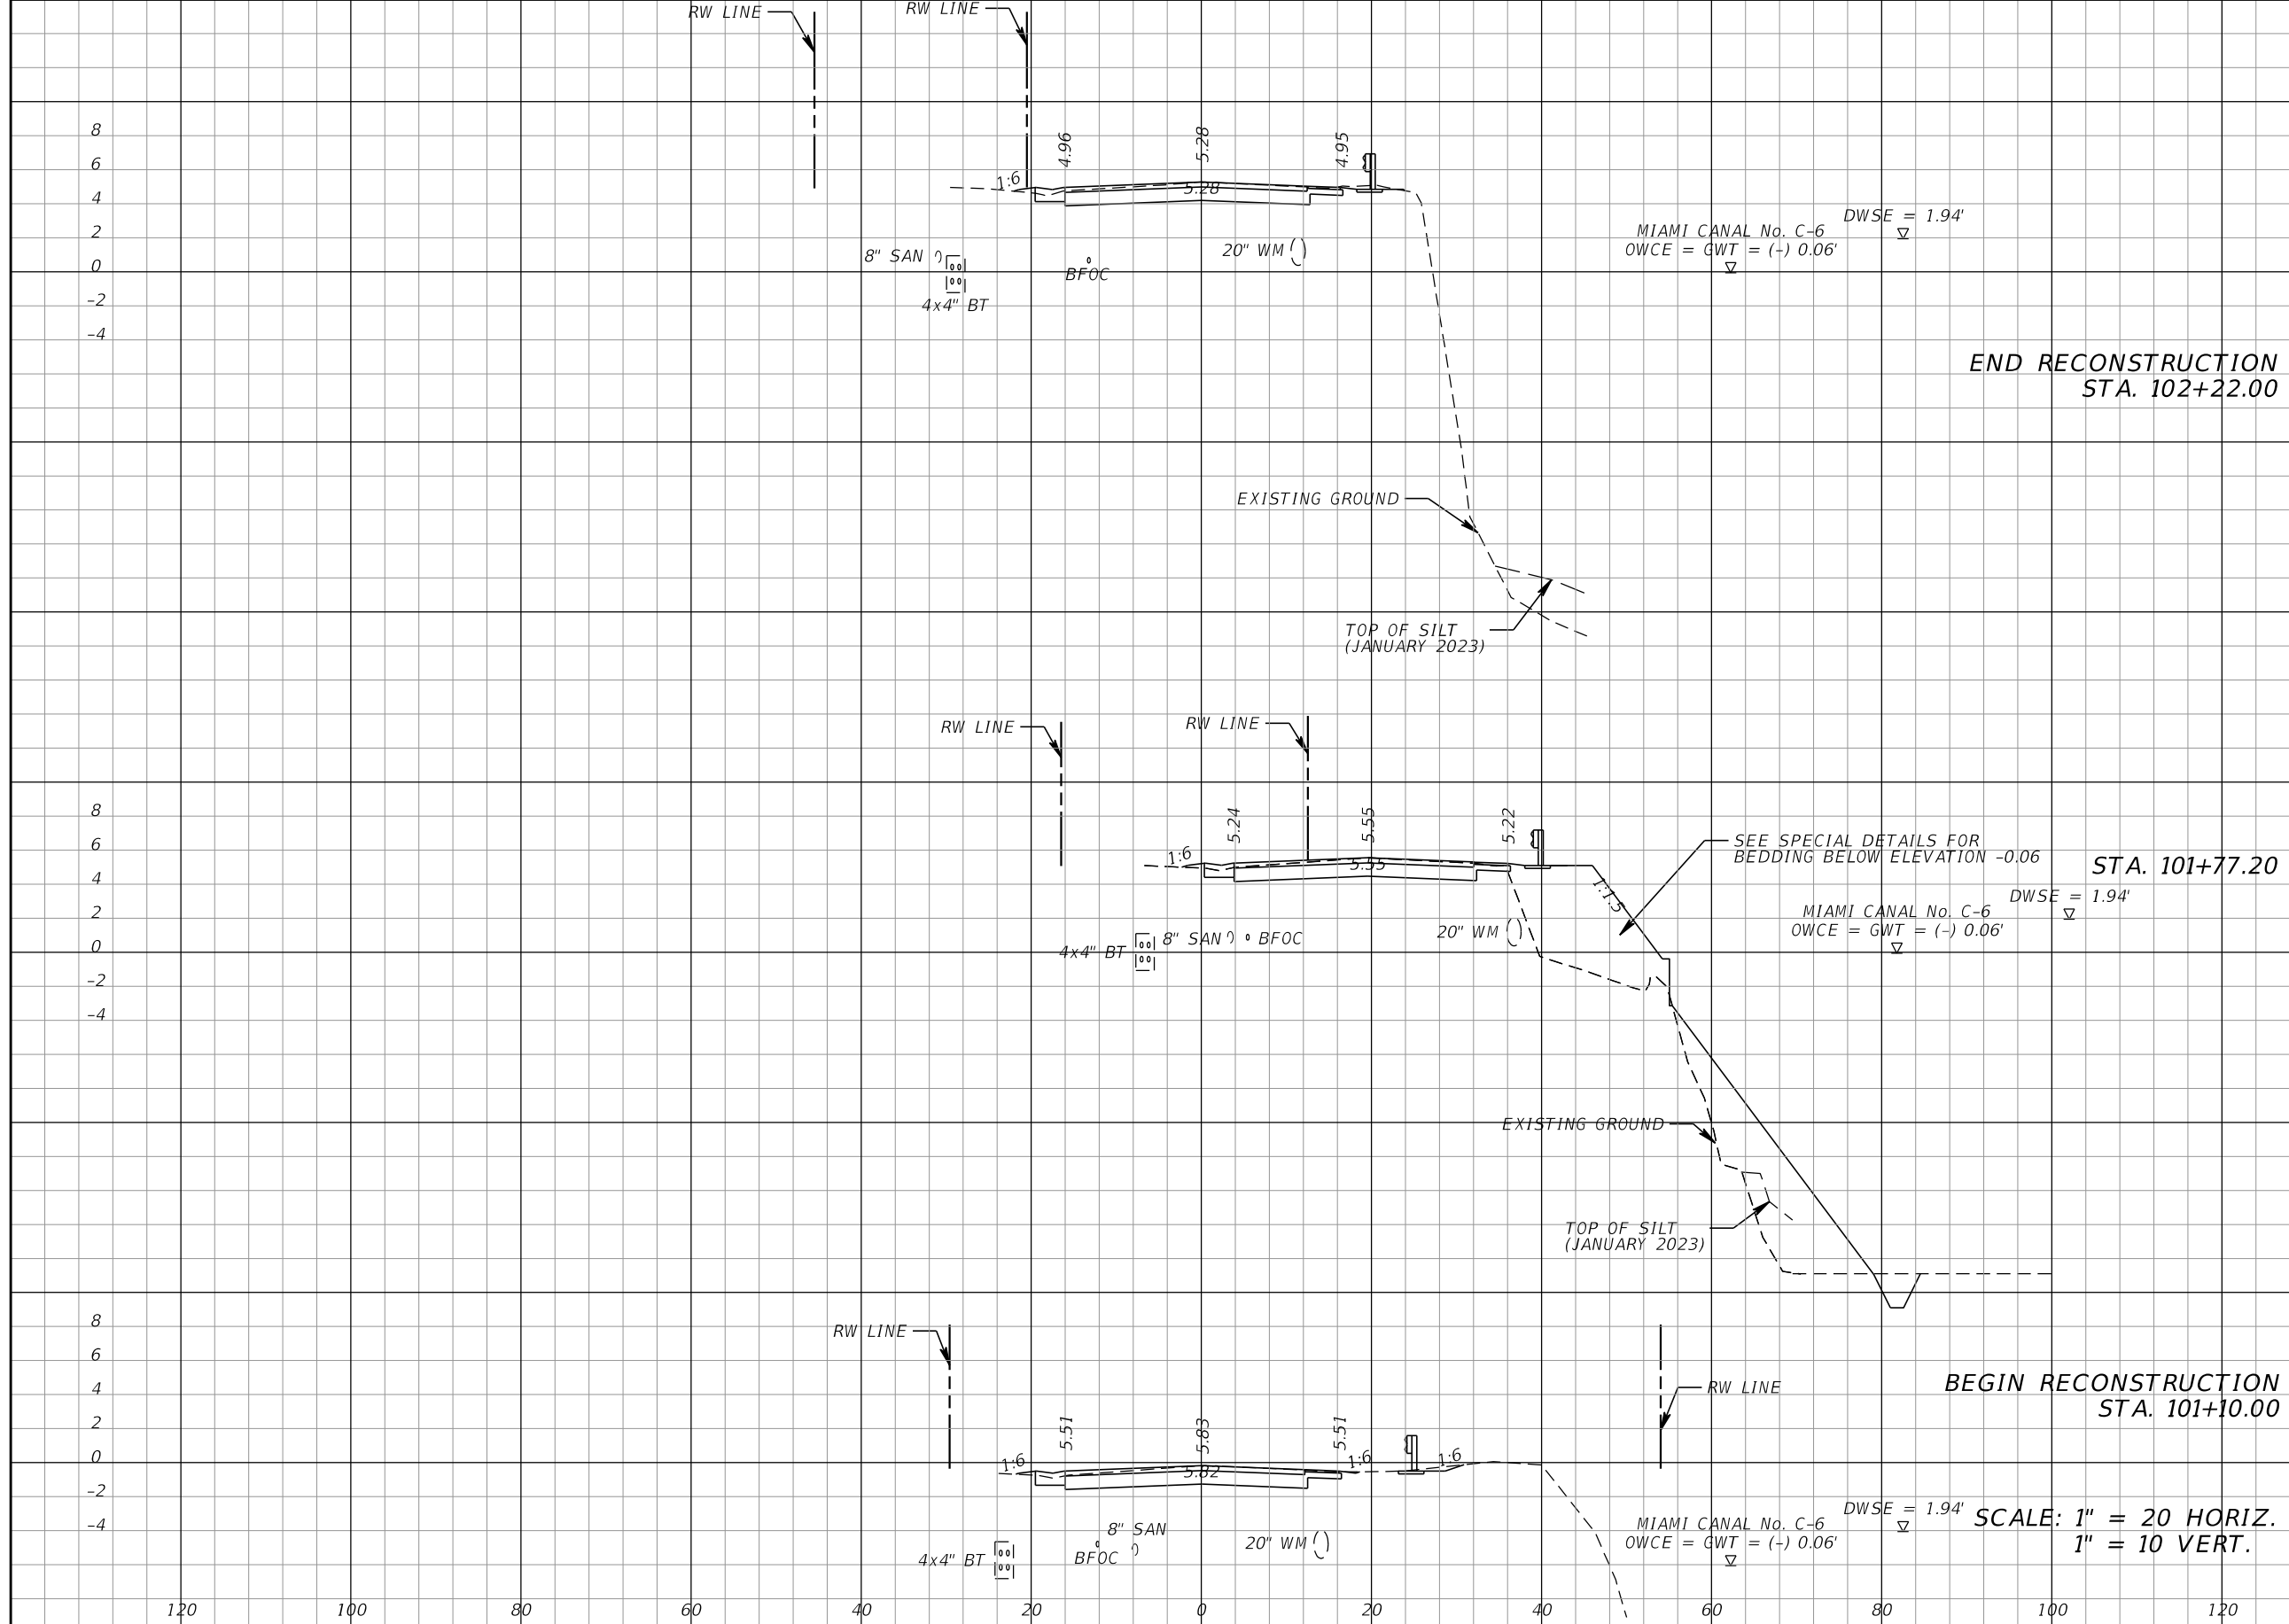 RW LINE
RW LINE
8
6
4
2
0
-2
-4
4.96
5.28
4.95
1:6
5.28
8" SAN
4x4" BT
BFOC
20" WM
DWSE = 1.94'
MIAMI CANAL No. C-6
OWCE = GWT = (-) 0.06'
END RECONSTRUCTION
STA. 102+22.00
EXISTING GROUND
TOP OF SILT
(JANUARY 2023)
RW LINE
RW LINE
8
6
4
2
0
-2
-4
5.24
5.55
5.22
1:6
5.55
1:1.5
SEE SPECIAL DETAILS FOR
BEDDING BELOW ELEVATION -0.06
STA. 101+77.20
DWSE = 1.94'
MIAMI CANAL No. C-6
OWCE = GWT = (-) 0.06'
4x4" BT
8" SAN
BFOC
20" WM
EXISTING GROUND
TOP OF SILT
(JANUARY 2023)
8
6
4
2
0
-2
-4
RW LINE
RW LINE
BEGIN RECONSTRUCTION
STA. 101+10.00
5.51
5.83
5.51
1:6
5.82
1:6
1:6
8" SAN
4x4" BT
BFOC
20" WM
DWSE = 1.94'
MIAMI CANAL No. C-6
OWCE = GWT = (-) 0.06'
SCALE: 1" = 20 HORIZ.
1" = 10 VERT.
120 100 80 60 40 20 0 20 40 60 80 100 120